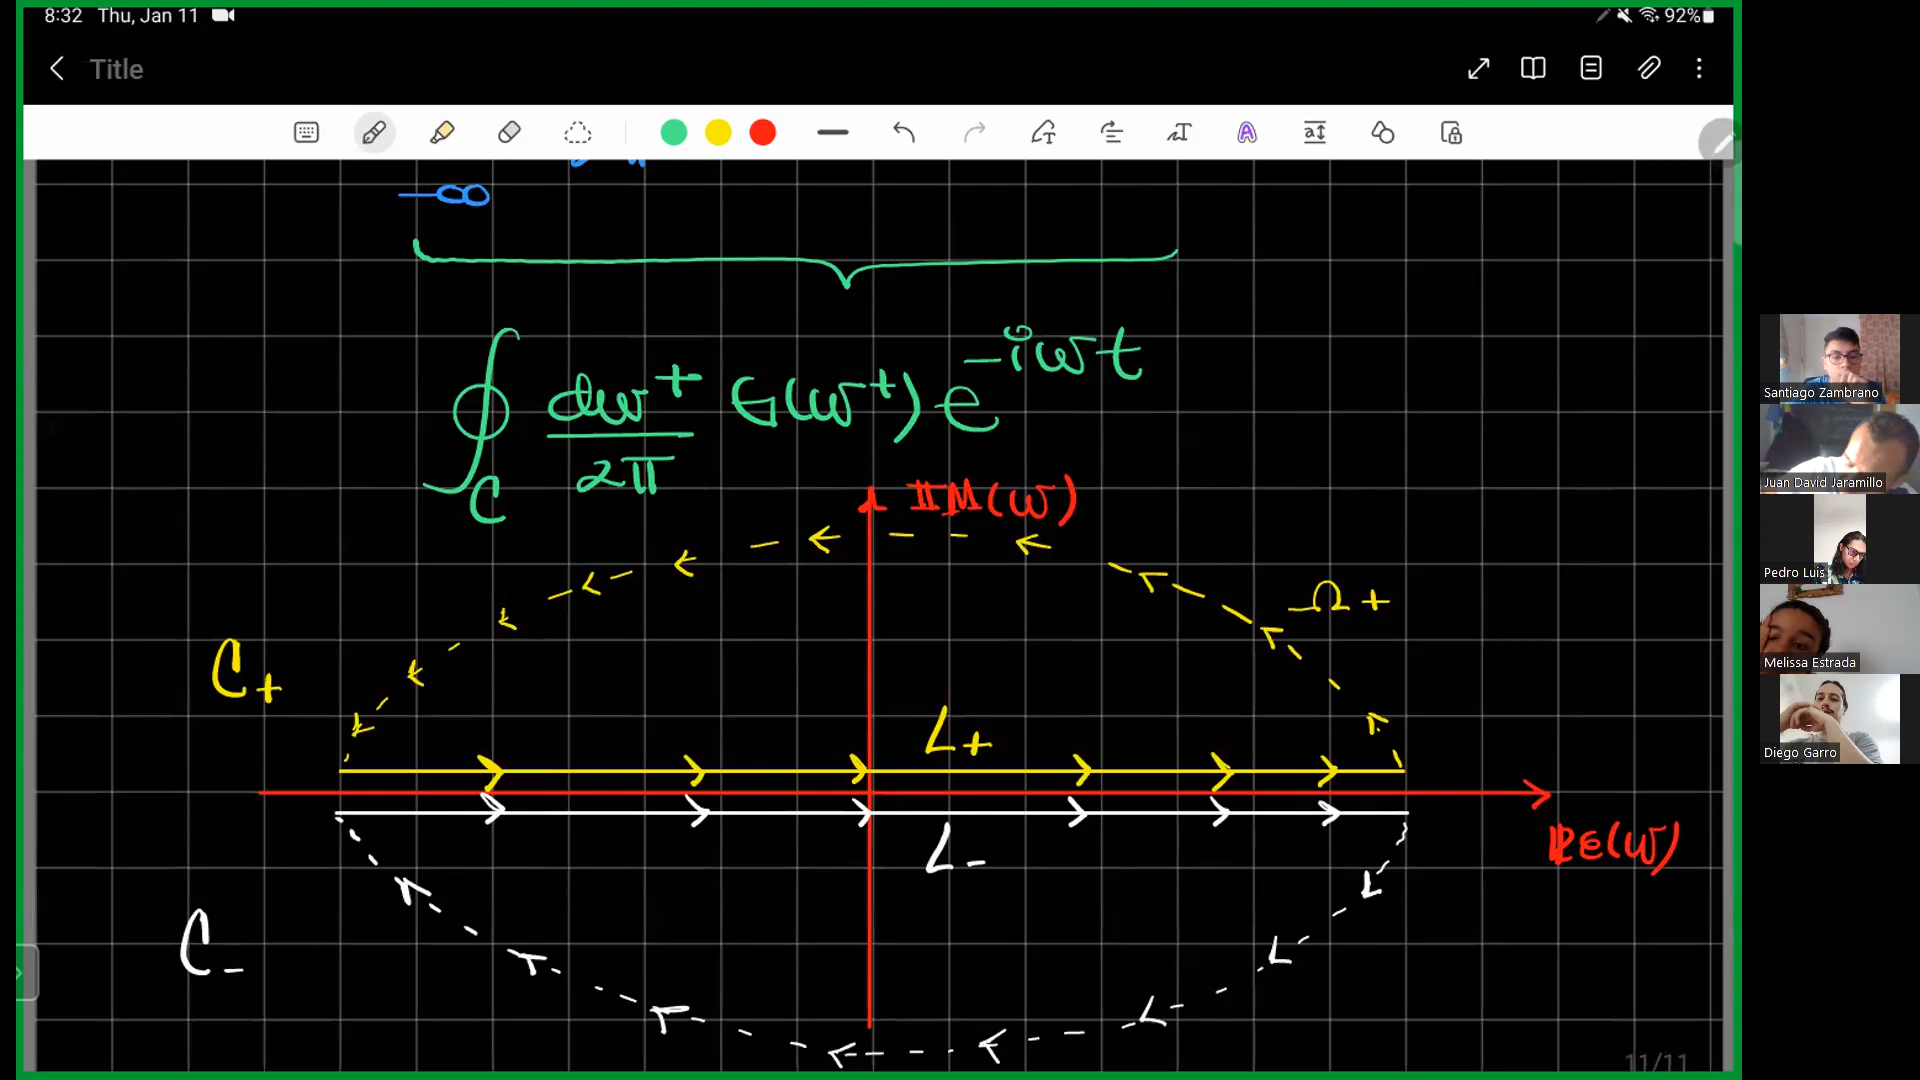 8:32 Thu, Jan 11 92%
Title
-∞
∮_C dω⁺/2π G(ω⁺) e^{-iωt}
IM(ω)
Ω+
C+
L+
L-
RE(ω)
C-
11/11
Santiago Zambrano
Juan David Jaramillo
Pedro Luis
Melissa Estrada
Diego Garro